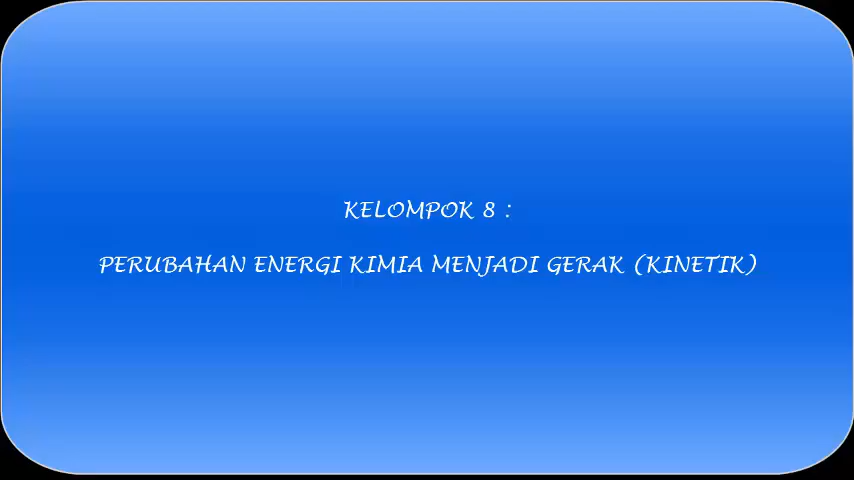 KELOMPOK 8 :
PERUBAHAN ENERGI KIMIA MENJADI GERAK (KINETIK)